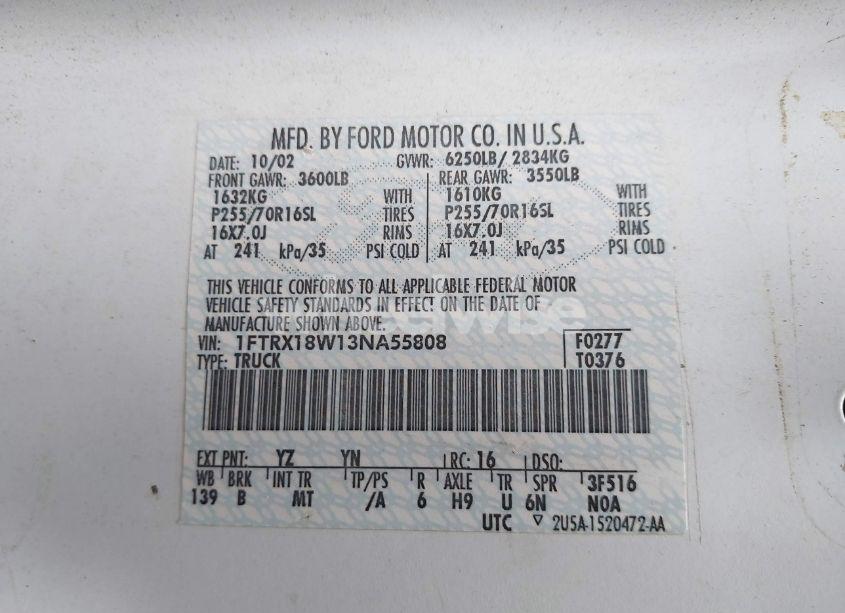 MFD. BY FORD MOTOR CO. IN U.S.A.
DATE: 10/02 GVWR: 6250LB/ 2834KG
FRONT GAWR: 3600LB REAR GAWR: 3550LB
1632KG WITH 1610KG WITH
P255/70R16SL TIRES P255/70R16SL TIRES
16X7.0J RIMS 16X7.0J RIMS
AT 241 kPa/35 PSI COLD AT 241 kPa/35 PSI COLD
THIS VEHICLE CONFORMS TO ALL APPLICABLE FEDERAL MOTOR
VEHICLE SAFETY STANDARDS IN EFFECT ON THE DATE OF
MANUFACTURE SHOWN ABOVE.
VIN: 1FTRX18W13NA55808 F0277
TYPE: TRUCK T0376
EXT PNT: YZ YN RC: 16 DSO:
WB BRK INT TR TP/PS R AXLE TR SPR 3F516
139 B MT /A 6 H9 U 6N NOA
UTC ▽ 2U5A-1520472-AA